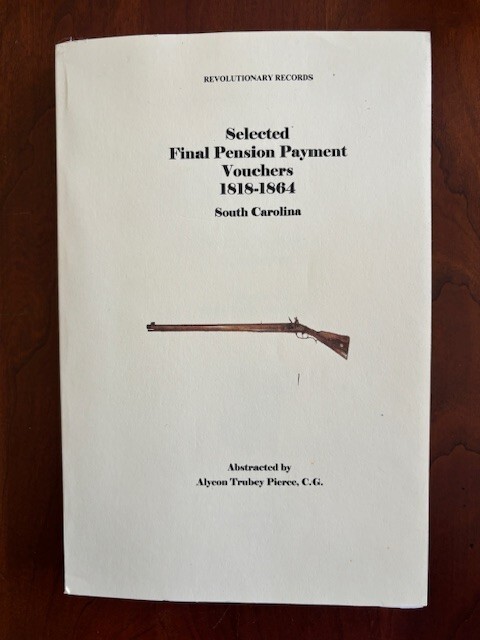 REVOLUTIONARY RECORDS
Selected
Final Pension Payment
Vouchers
1818-1864
South Carolina
Abstracted by
Alycon Trubey Pierce, C.G.